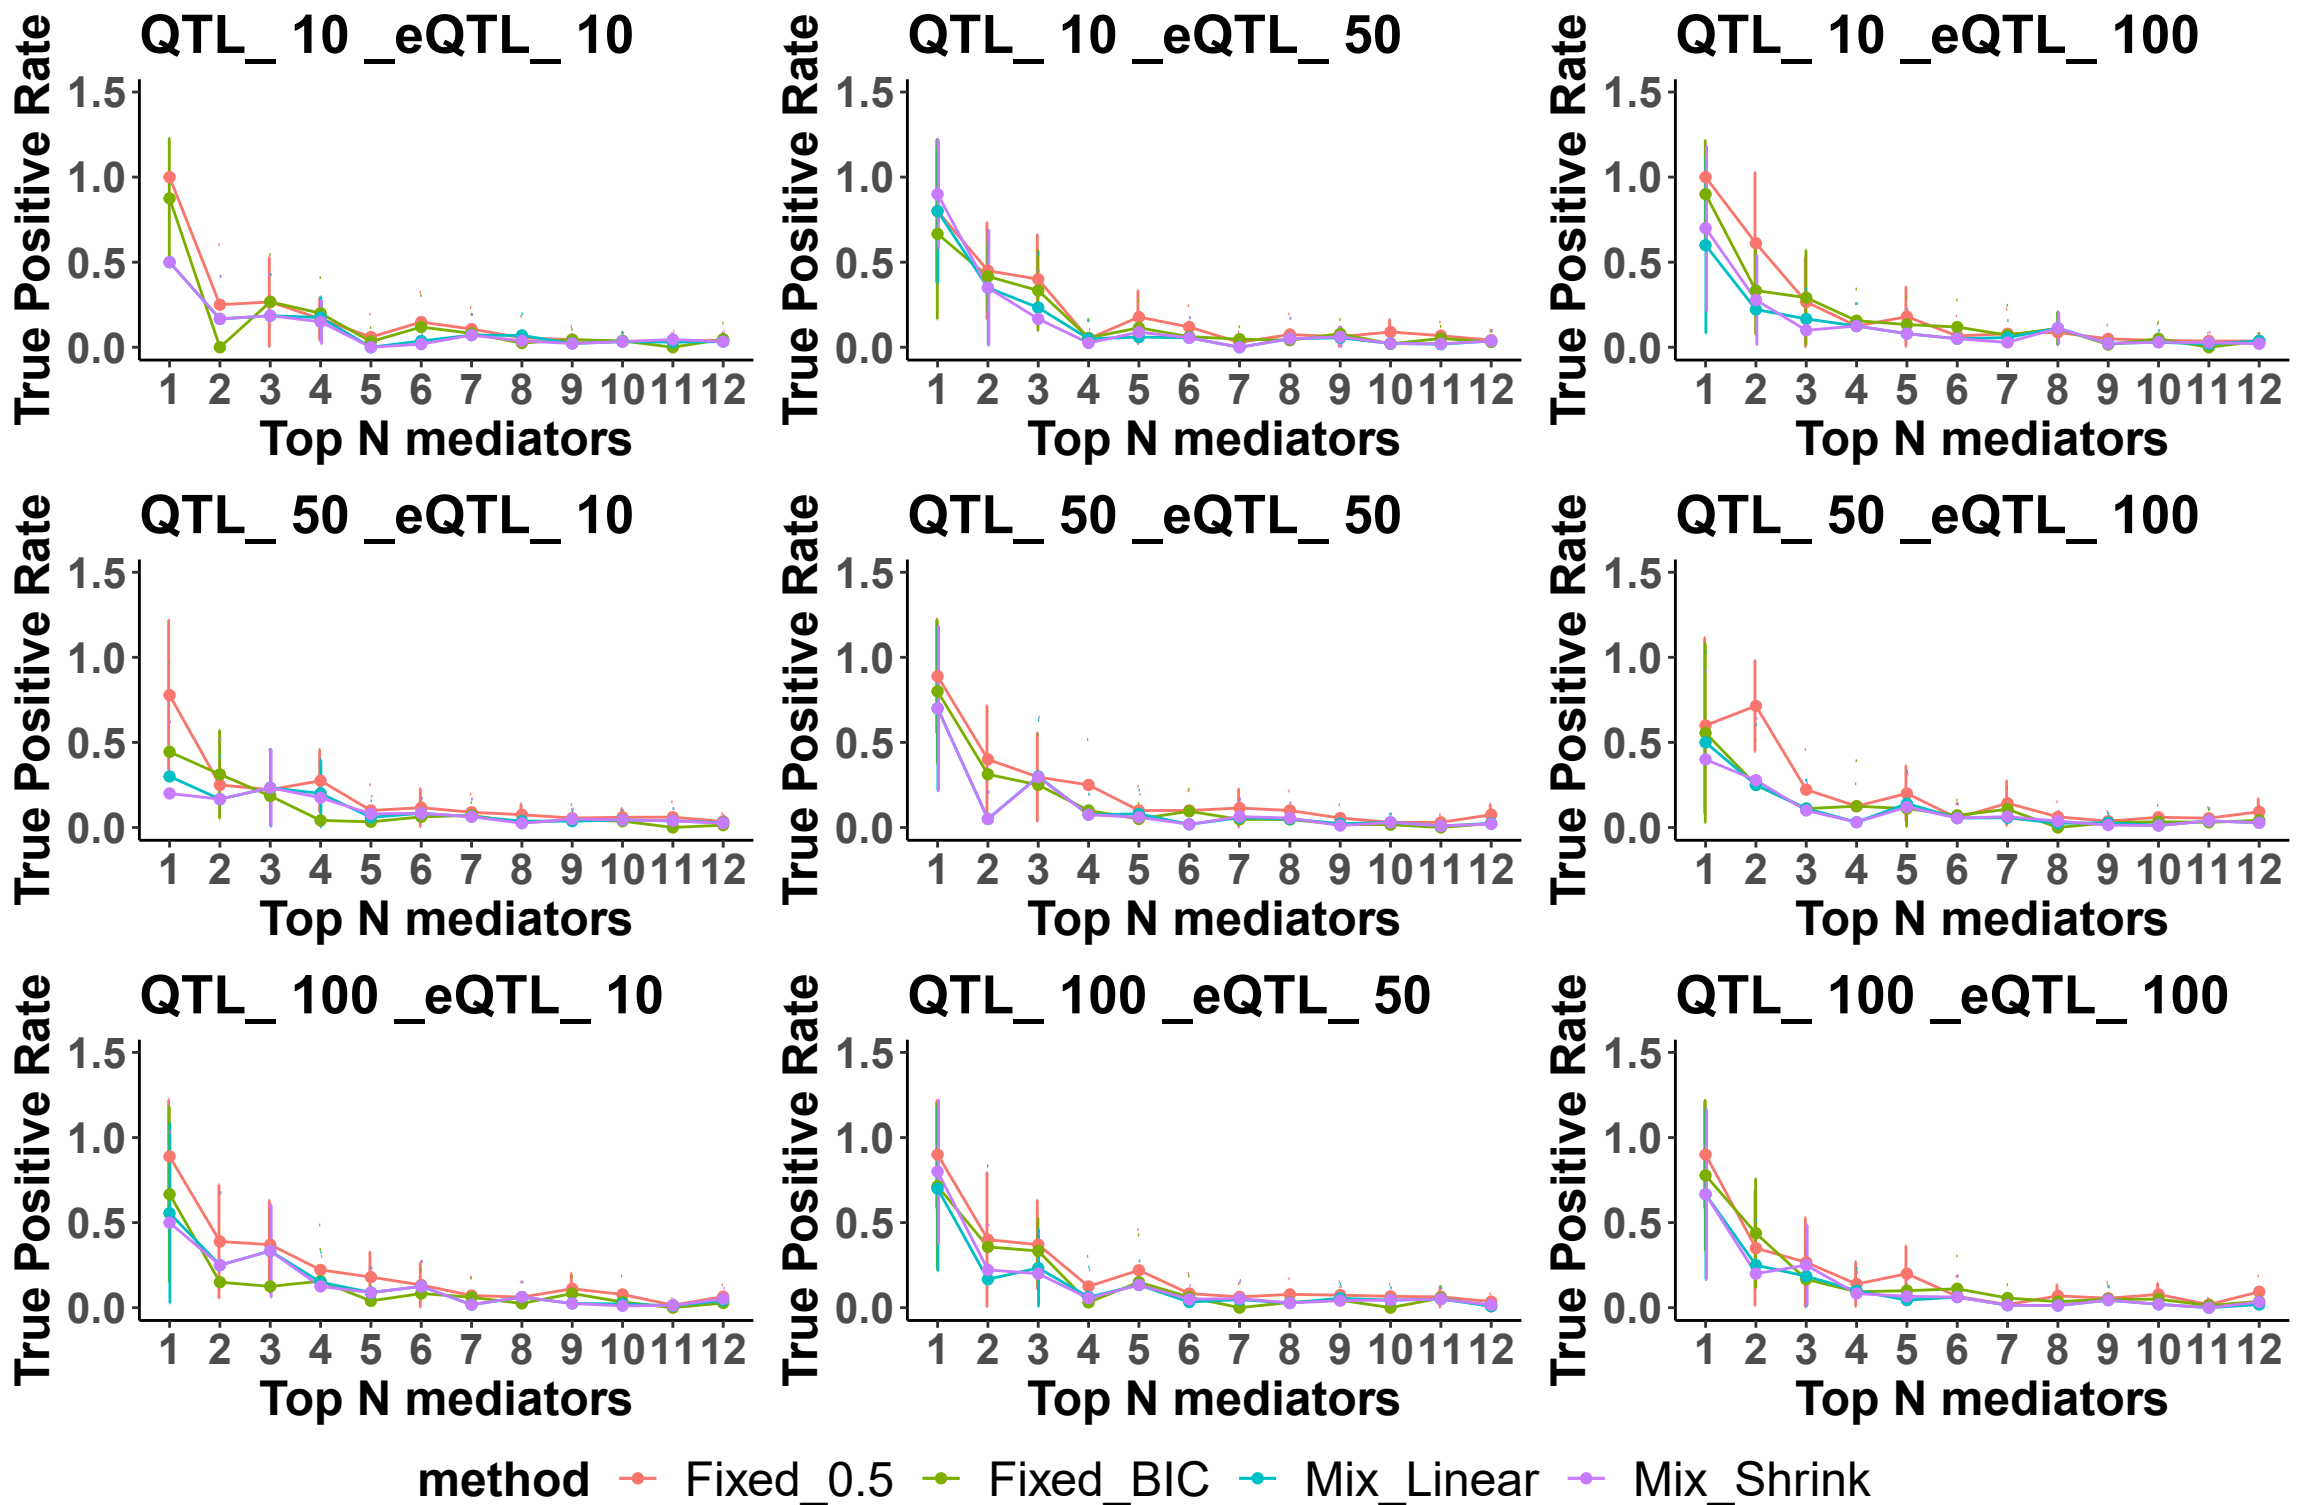 QTL_ 10 _eQTL_ 10
True Positive Rate
1.5
1.0
0.5
0.0
1 2 3 4 5 6 7 8 9 10 11 12
Top N mediators
QTL_ 10 _eQTL_ 50
True Positive Rate
1.5
1.0
0.5
0.0
1 2 3 4 5 6 7 8 9 10 11 12
Top N mediators
QTL_ 10 _eQTL_ 100
True Positive Rate
1.5
1.0
0.5
0.0
1 2 3 4 5 6 7 8 9 10 11 12
Top N mediators
QTL_ 50 _eQTL_ 10
True Positive Rate
1.5
1.0
0.5
0.0
1 2 3 4 5 6 7 8 9 10 11 12
Top N mediators
QTL_ 50 _eQTL_ 50
True Positive Rate
1.5
1.0
0.5
0.0
1 2 3 4 5 6 7 8 9 10 11 12
Top N mediators
QTL_ 50 _eQTL_ 100
True Positive Rate
1.5
1.0
0.5
0.0
1 2 3 4 5 6 7 8 9 10 11 12
Top N mediators
QTL_ 100 _eQTL_ 10
True Positive Rate
1.5
1.0
0.5
0.0
1 2 3 4 5 6 7 8 9 10 11 12
Top N mediators
QTL_ 100 _eQTL_ 50
True Positive Rate
1.5
1.0
0.5
0.0
1 2 3 4 5 6 7 8 9 10 11 12
Top N mediators
QTL_ 100 _eQTL_ 100
True Positive Rate
1.5
1.0
0.5
0.0
1 2 3 4 5 6 7 8 9 10 11 12
Top N mediators
method Fixed_0.5 Fixed_BIC Mix_Linear Mix_Shrink